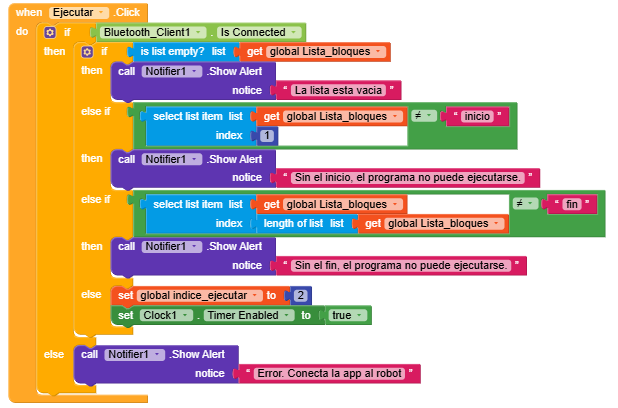 when Ejecutar .Click
do if Bluetooth_Client1 . Is Connected
then if is list empty? list get global Lista_bloques
then call Notifier1 .Show Alert
notice " La lista esta vacia "
else if select list item list get global Lista_bloques ≠ " inicio "
index 1
then call Notifier1 .Show Alert
notice " Sin el inicio, el programa no puede ejecutarse. "
else if select list item list get global Lista_bloques ≠ " fin "
index length of list list get global Lista_bloques
then call Notifier1 .Show Alert
notice " Sin el fin, el programa no puede ejecutarse. "
else set global indice_ejecutar to 2
set Clock1 . Timer Enabled to true
else call Notifier1 .Show Alert
notice " Error. Conecta la app al robot "